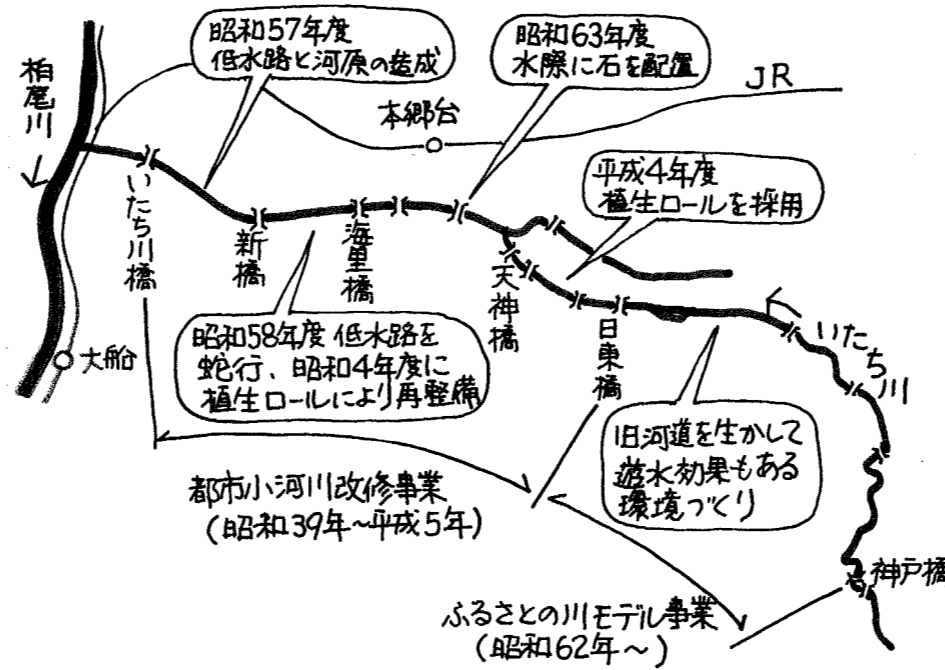 昭和57年度
低水路と河原の造成
昭和63年度
水際に石を配置
JR
柏尾川
本郷台
平成4年度
植生ロールを採用
いたち川橋
新橋
海里橋
天神橋
日東橋
いたち川
大船
昭和58年度 低水路を
蛇行、昭和4年度に
植生ロールにより再整備
旧河道を生かして
遊水効果もある
環境づくり
都市小河川改修事業
(昭和39年~平成5年)
神戸橋
ふるさとの川モデル事業
(昭和62年~)